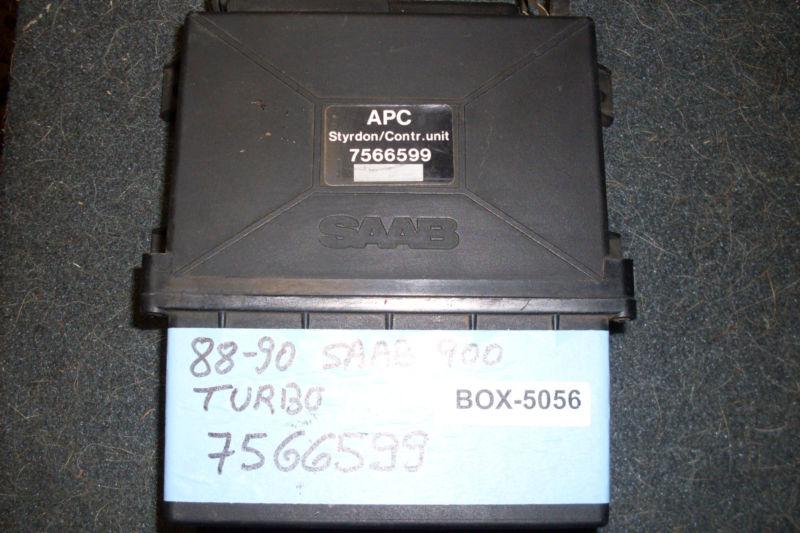 APC
Styrdon/Contr.unit
7566599
SAAB
88-90 SAAB 900
TURBO
BOX-5056
7566599